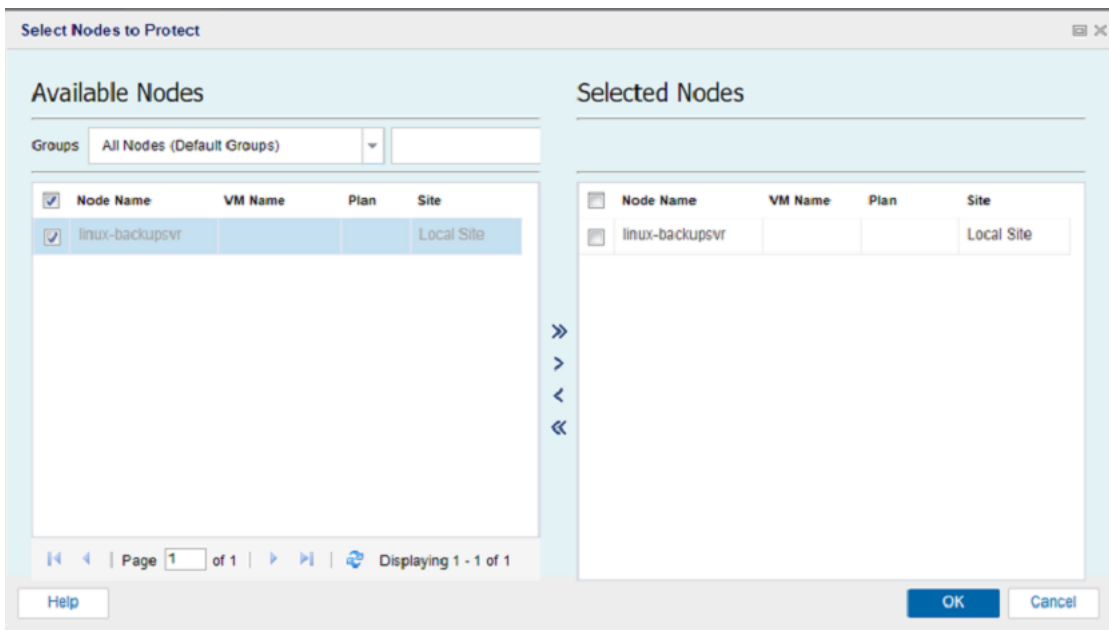 Select Nodes to Protect
Available Nodes
Groups All Nodes (Default Groups)
Node Name VM Name Plan Site
linux-backupsvr Local Site
Page 1 of 1 Displaying 1 - 1 of 1
Selected Nodes
Node Name VM Name Plan Site
linux-backupsvr Local Site
Help OK Cancel